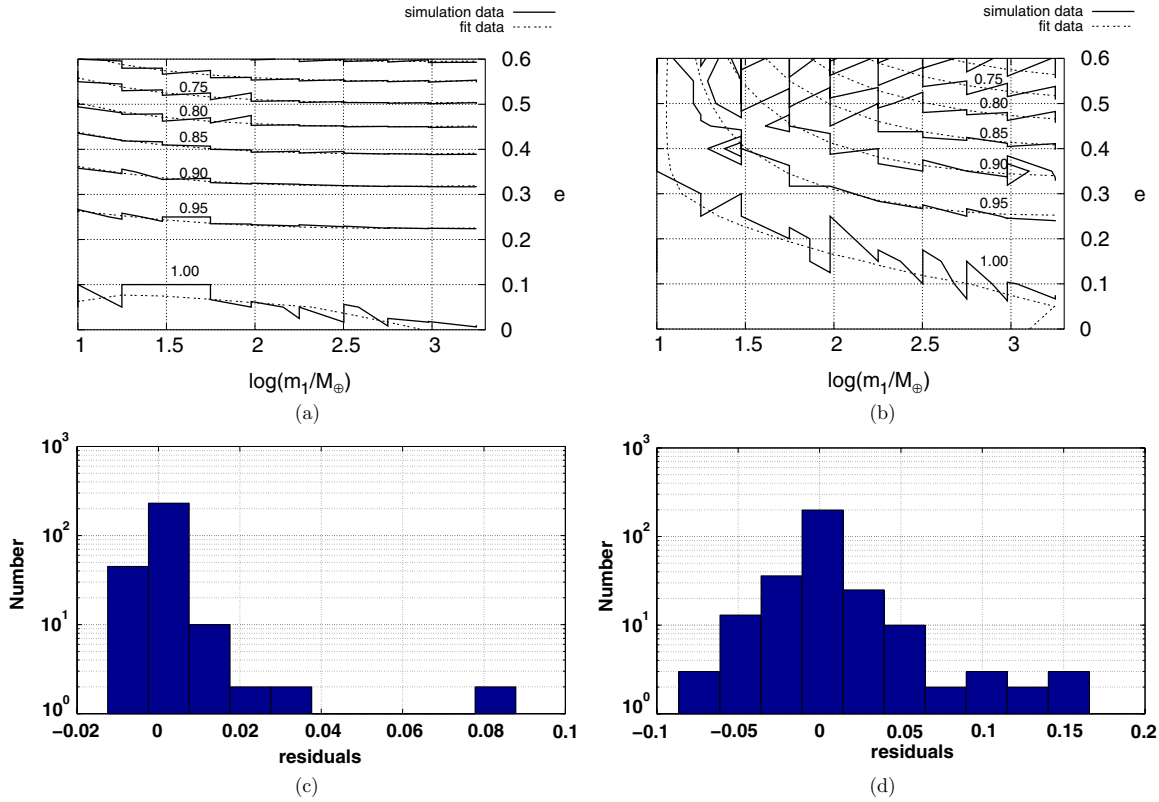 simulation data
fit data
0.6
0.5
0.4
0.3
0.2
0.1
0
e
0.75
0.80
0.85
0.90
0.95
1.00
1 1.5 2 2.5 3
log(m₁/M⊕)
(a)
simulation data
fit data
0.6
0.5
0.4
0.3
0.2
0.1
0
e
0.75
0.80
0.85
0.90
0.95
1.00
1 1.5 2 2.5 3
log(m₁/M⊕)
(b)
10³
10²
10¹
10⁰
Number
−0.02 0 0.02 0.04 0.06 0.08 0.1
residuals
(c)
10³
10²
10¹
10⁰
Number
−0.1 −0.05 0 0.05 0.1 0.15 0.2
residuals
(d)